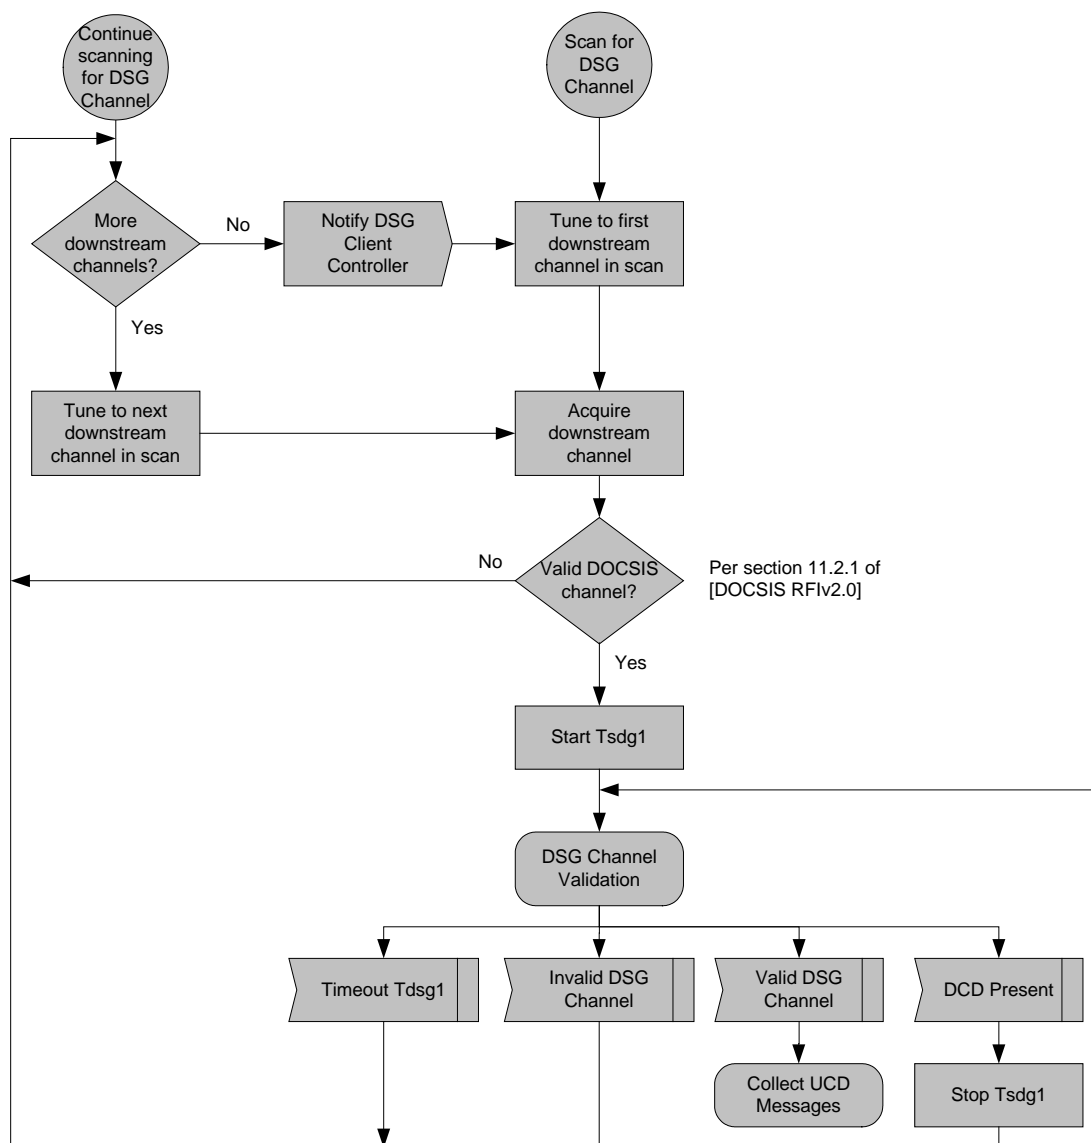 Continue
scanning
for DSG
Channel
Scan for
DSG
Channel
More
downstream
channels?
No
Notify DSG
Client
Controller
Tune to first
downstream
channel in scan
Yes
Tune to next
downstream
channel in scan
Acquire
downstream
channel
No
Valid DOCSIS
channel?
Per section 11.2.1 of
[DOCSIS RFIv2.0]
Yes
Start Tsdg1
DSG Channel
Validation
Timeout Tdsg1
Invalid DSG
Channel
Valid DSG
Channel
DCD Present
Collect UCD
Messages
Stop Tsdg1